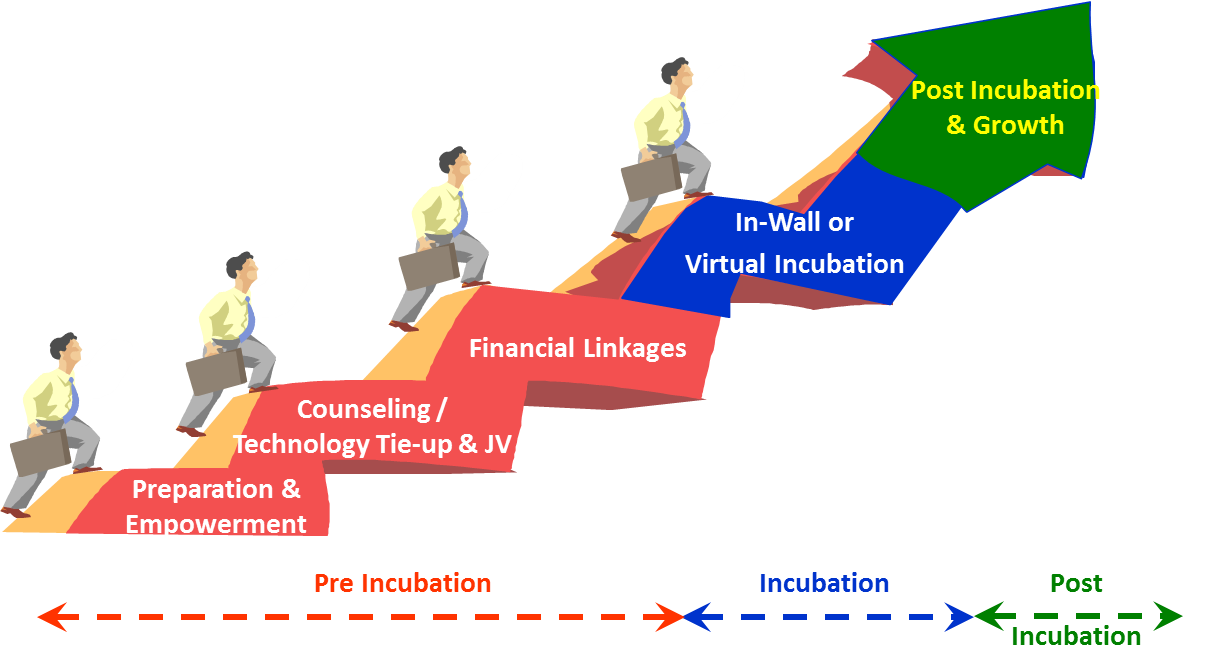 Post Incubation
& Growth
In-Wall or
Virtual Incubation
Financial Linkages
Counseling /
Technology Tie-up & JV
Preparation &
Empowerment
Pre Incubation
Incubation
Post
Incubation